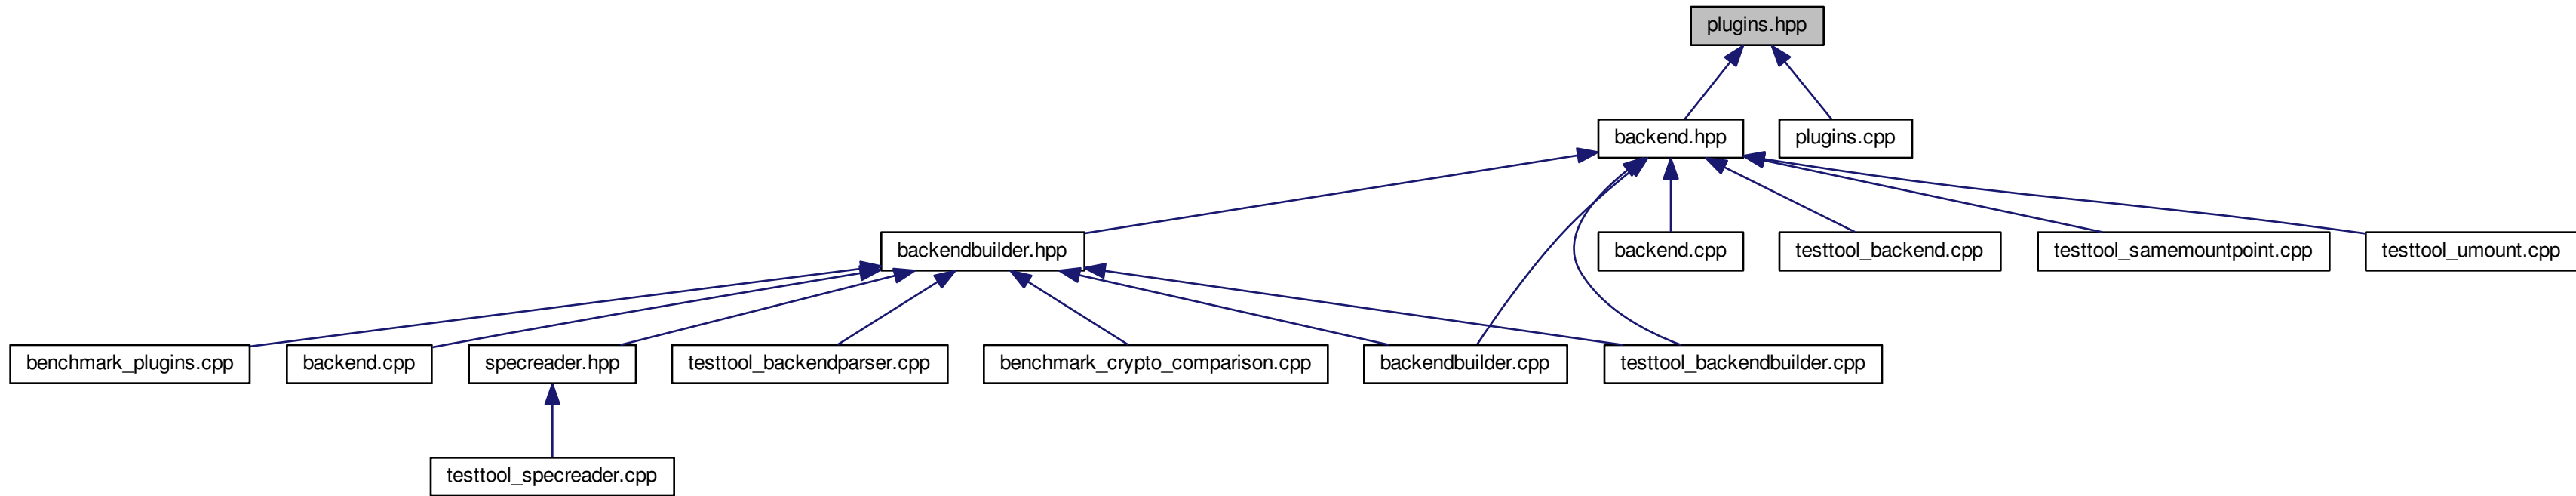 plugins.hpp
backend.hpp
plugins.cpp
backendbuilder.hpp
backend.cpp
testtool_backend.cpp
testtool_samemountpoint.cpp
testtool_umount.cpp
benchmark_plugins.cpp
backend.cpp
specreader.hpp
testtool_backendparser.cpp
benchmark_crypto_comparison.cpp
backendbuilder.cpp
testtool_backendbuilder.cpp
testtool_specreader.cpp